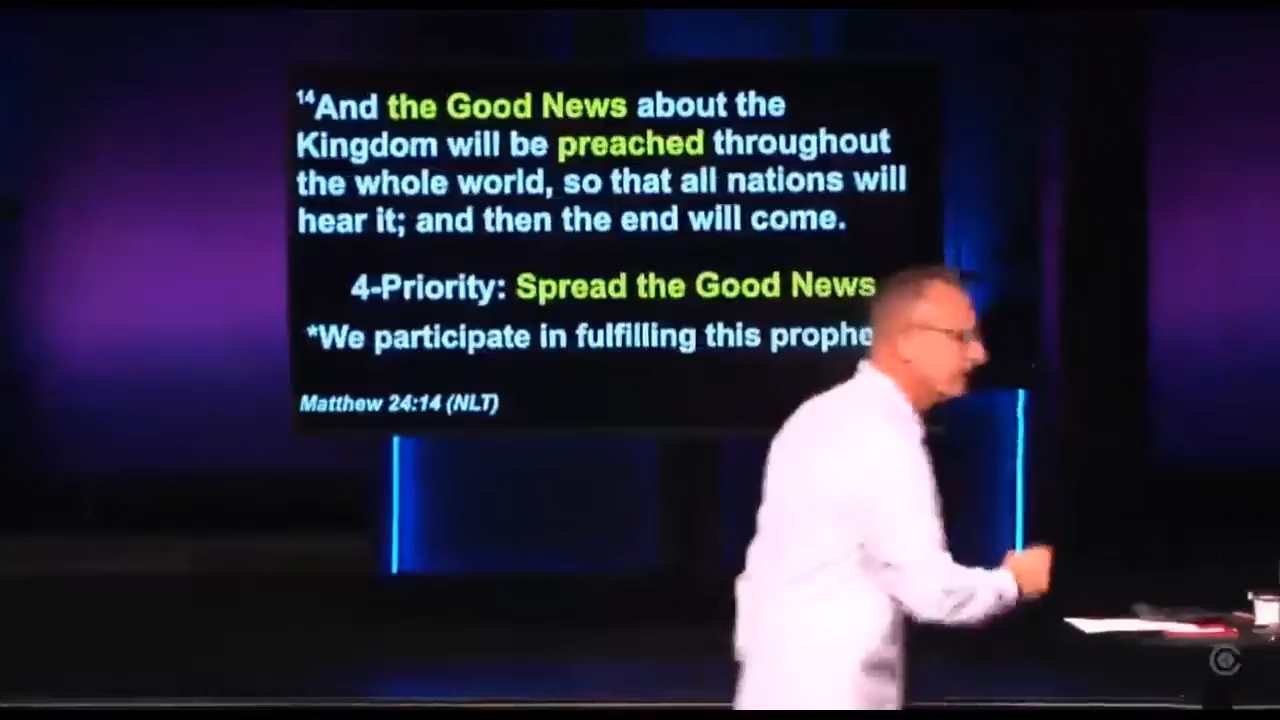 14And the Good News about the
Kingdom will be preached throughout
the whole world, so that all nations will
hear it; and then the end will come.
4-Priority: Spread the Good News
*We participate in fulfilling this prophe
Matthew 24:14 (NLT)